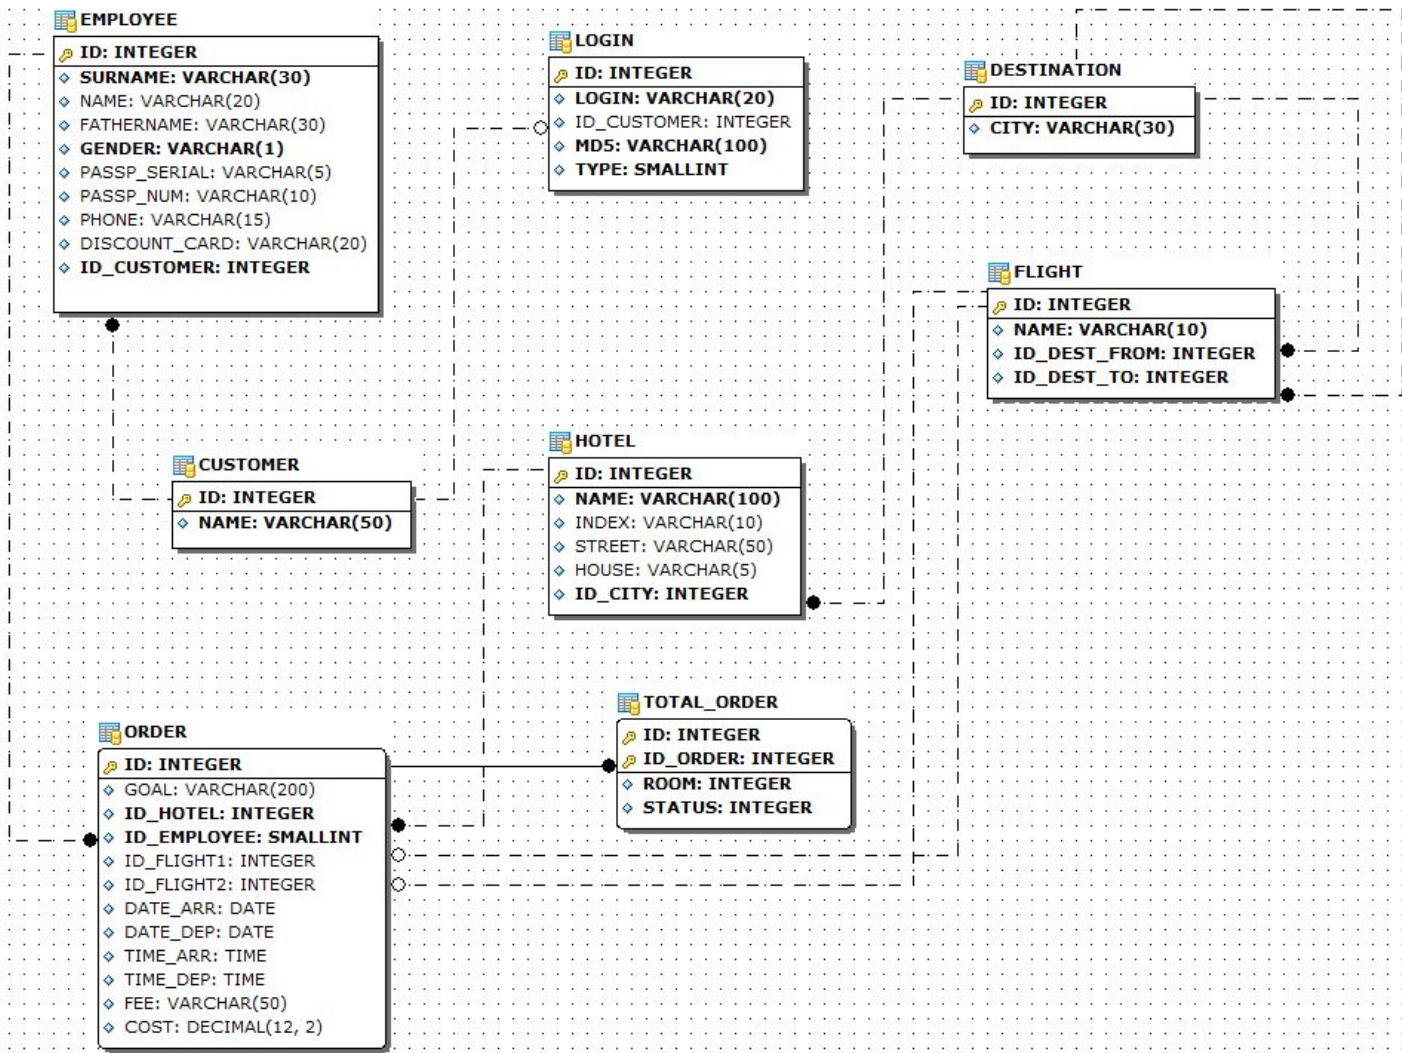 EMPLOYEE
ID: INTEGER
SURNAME: VARCHAR(30)
NAME: VARCHAR(20)
FATHERNAME: VARCHAR(30)
GENDER: VARCHAR(1)
PASSP_SERIAL: VARCHAR(5)
PASSP_NUM: VARCHAR(10)
PHONE: VARCHAR(15)
DISCOUNT_CARD: VARCHAR(20)
ID_CUSTOMER: INTEGER
LOGIN
ID: INTEGER
LOGIN: VARCHAR(20)
ID_CUSTOMER: INTEGER
MD5: VARCHAR(100)
TYPE: SMALLINT
DESTINATION
ID: INTEGER
CITY: VARCHAR(30)
FLIGHT
ID: INTEGER
NAME: VARCHAR(10)
ID_DEST_FROM: INTEGER
ID_DEST_TO: INTEGER
CUSTOMER
ID: INTEGER
NAME: VARCHAR(50)
HOTEL
ID: INTEGER
NAME: VARCHAR(100)
INDEX: VARCHAR(10)
STREET: VARCHAR(50)
HOUSE: VARCHAR(5)
ID_CITY: INTEGER
ORDER
ID: INTEGER
GOAL: VARCHAR(200)
ID_HOTEL: INTEGER
ID_EMPLOYEE: SMALLINT
ID_FLIGHT1: INTEGER
ID_FLIGHT2: INTEGER
DATE_ARR: DATE
DATE_DEP: DATE
TIME_ARR: TIME
TIME_DEP: TIME
FEE: VARCHAR(50)
COST: DECIMAL(12, 2)
TOTAL_ORDER
ID: INTEGER
ID_ORDER: INTEGER
ROOM: INTEGER
STATUS: INTEGER